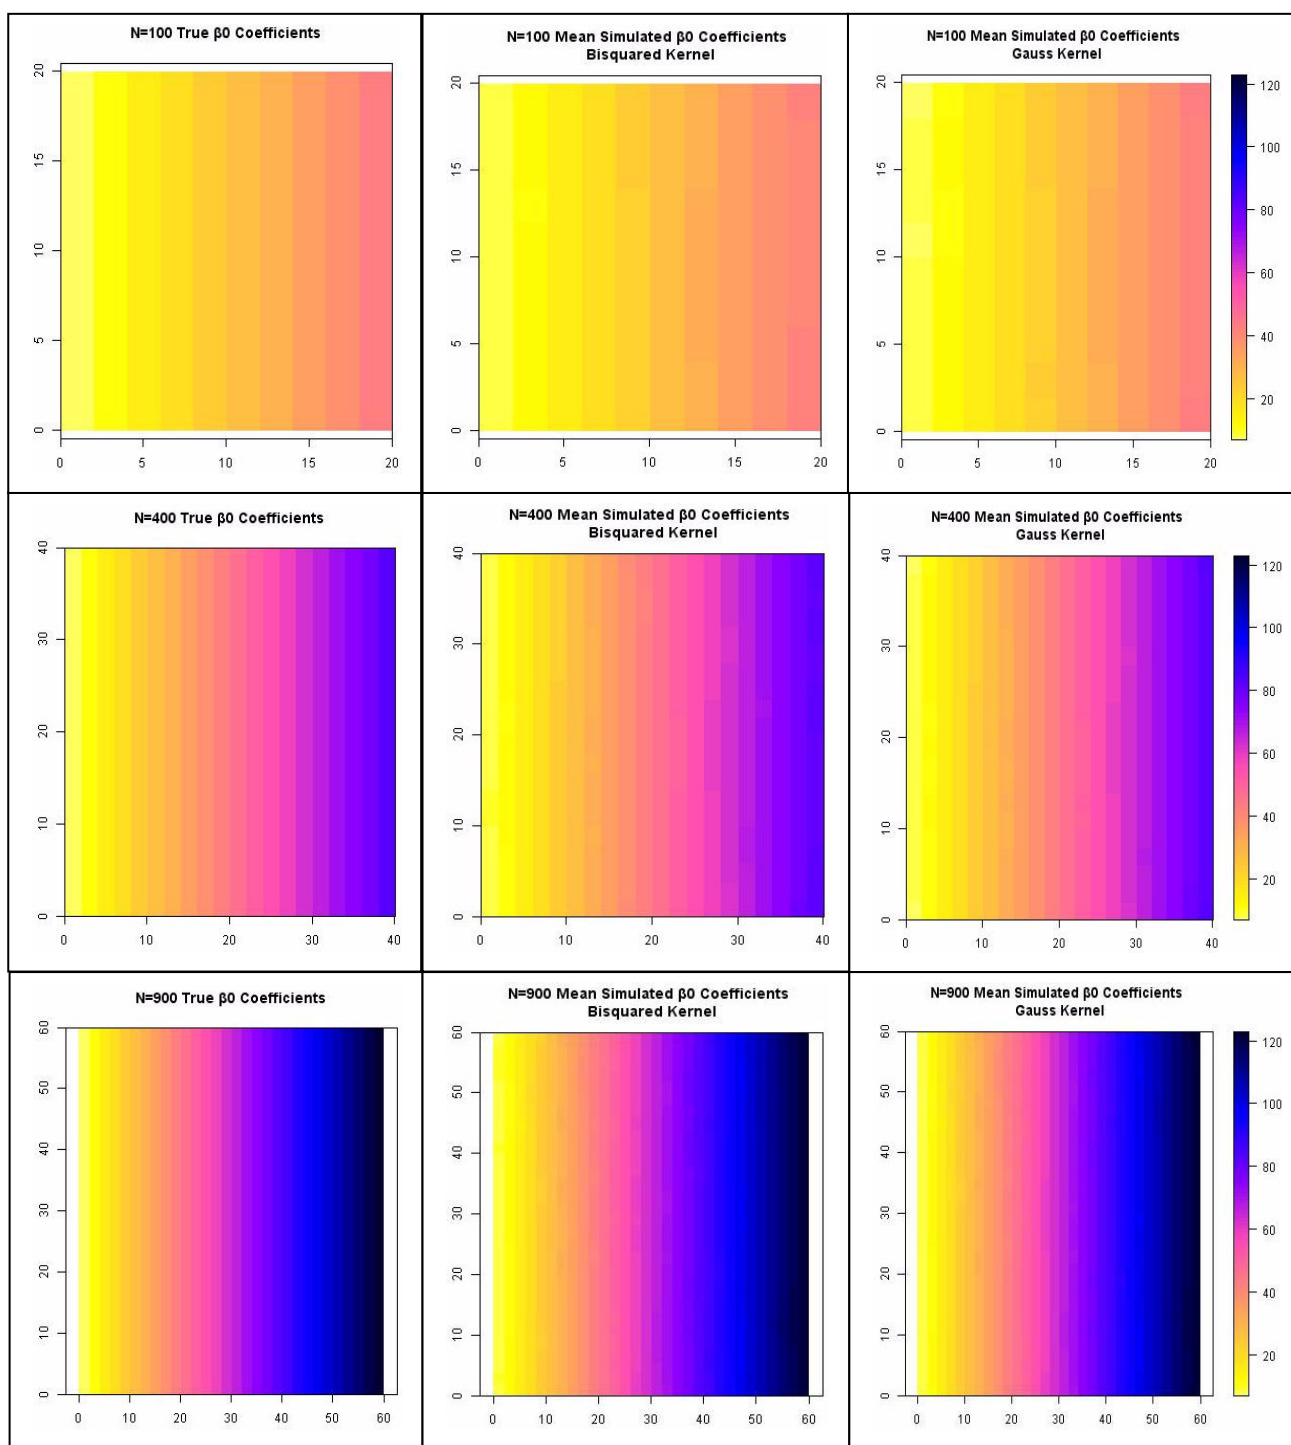 N=100 True β0 Coefficients
20
15
10
5
0
0 5 10 15 20
N=100 Mean Simulated β0 Coefficients
Bisquared Kernel
20
15
10
5
0
0 5 10 15 20
N=100 Mean Simulated β0 Coefficients
Gauss Kernel
20
15
10
5
0
0 5 10 15 20
120
100
80
60
40
20
N=400 True β0 Coefficients
40
30
20
10
0
0 10 20 30 40
N=400 Mean Simulated β0 Coefficients
Bisquared Kernel
40
30
20
10
0
0 10 20 30 40
N=400 Mean Simulated β0 Coefficients
Gauss Kernel
40
30
20
10
0
0 10 20 30 40
120
100
80
60
40
20
N=900 True β0 Coefficients
60
50
40
30
20
10
0
0 10 20 30 40 50 60
N=900 Mean Simulated β0 Coefficients
Bisquared Kernel
60
50
40
30
20
10
0
0 10 20 30 40 50 60
N=900 Mean Simulated β0 Coefficients
Gauss Kernel
60
50
40
30
20
10
0
0 10 20 30 40 50 60
120
100
80
60
40
20